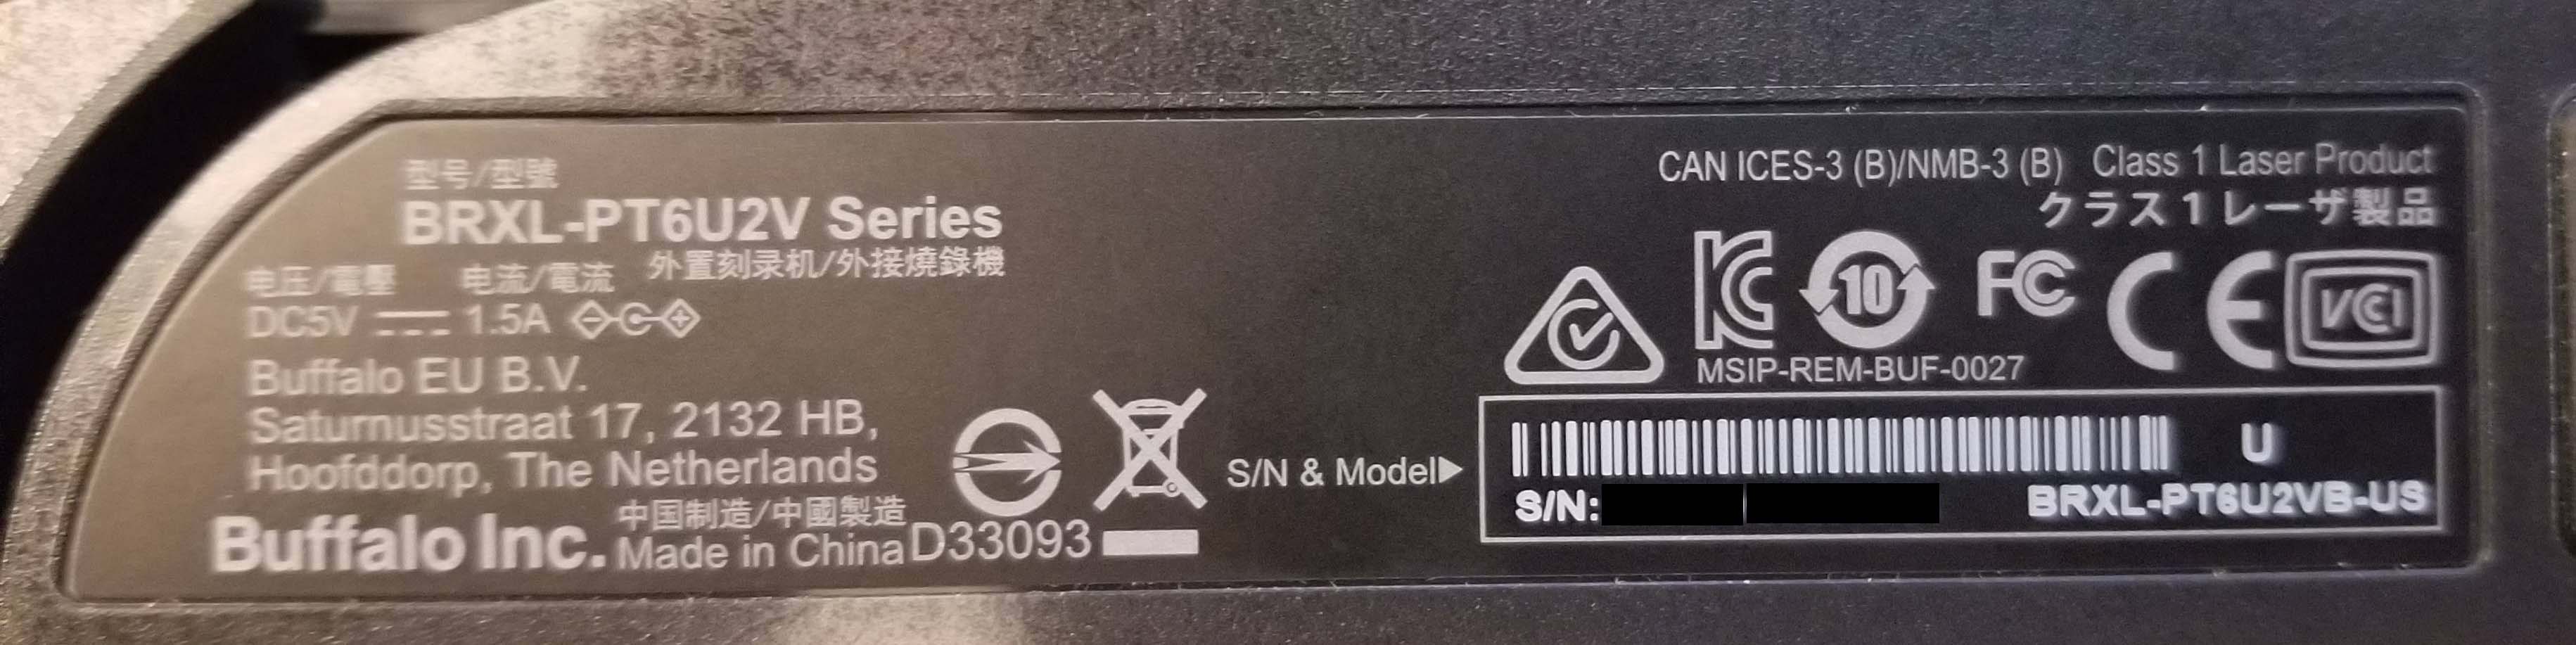 型号/型號
BRXL-PT6U2V Series
外置刻录机/外接燒錄機
电压/電壓 电流/電流
DC5V 1.5A
Buffalo EU B.V.
Saturnusstraat 17, 2132 HB,
Hoofddorp, The Netherlands
中国制造/中國製造
Buffalo Inc. Made in China D33093
CAN ICES-3 (B)/NMB-3 (B) Class 1 Laser Product
クラス1レーザ製品
10 FC CE VCCI
MSIP-REM-BUF-0027
S/N & Model
U
S/N: BRXL-PT6U2VB-US